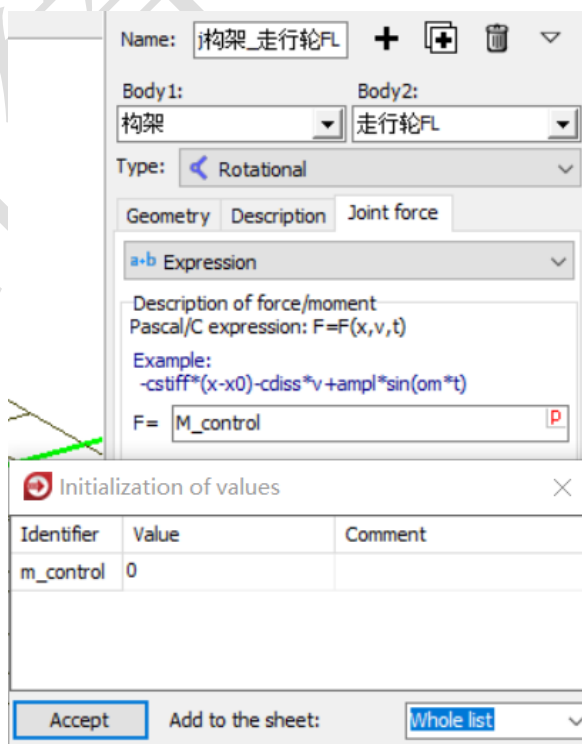 Name: j构架_走行轮FL
Body1: Body2:
构架 走行轮FL
Type: Rotational
Geometry Description Joint force
a+b Expression
Description of force/moment
Pascal/C expression: F=F(x,v,t)
Example:
-cstiff*(x-x0)-cdiss*v+ampl*sin(om*t)
F= M_control P
Initialization of values
Identifier Value Comment
m_control 0
Accept Add to the sheet: Whole list